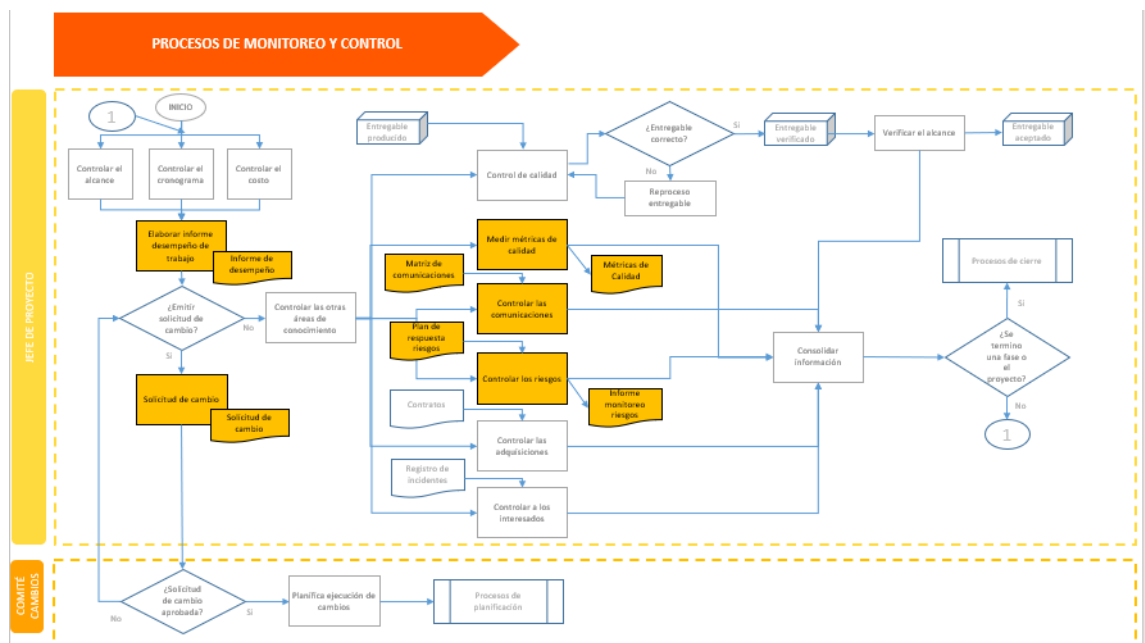 PROCESOS DE MONITOREO Y CONTROL
JEFE DE PROYECTO
1
INICIO
Controlar el
alcance
Controlar el
cronograma
Controlar el
costo
Elaborar informe
desempeño de
trabajo
Informe de
desempeño
¿Emitir
solicitud de
cambio?
No
Si
Controlar las otras
áreas de
conocimiento
Solicitud de cambio
Solicitud de
cambio
Entregable
producido
Control de calidad
¿Entregable
correcto?
Si
No
Reproceso
entregable
Entregable
verificado
Verificar el alcance
Entregable
aceptado
Medir métricas de
calidad
Métricas de
Calidad
Matriz de
comunicaciones
Controlar las
comunicaciones
Plan de
respuesta
riesgos
Controlar los riesgos
Informe
monitoreo
riesgos
Contratos
Controlar las
adquisiciones
Registro de
incidentes
Controlar a los
interesados
Consolidar
información
Procesos de cierre
Si
¿Se
termino
una fase o
el
proyecto?
No
1
COMITÉ
CAMBIOS
¿Solicitud
de cambio
aprobada?
No
Si
Planifica ejecución de
cambios
Procesos de
planificación